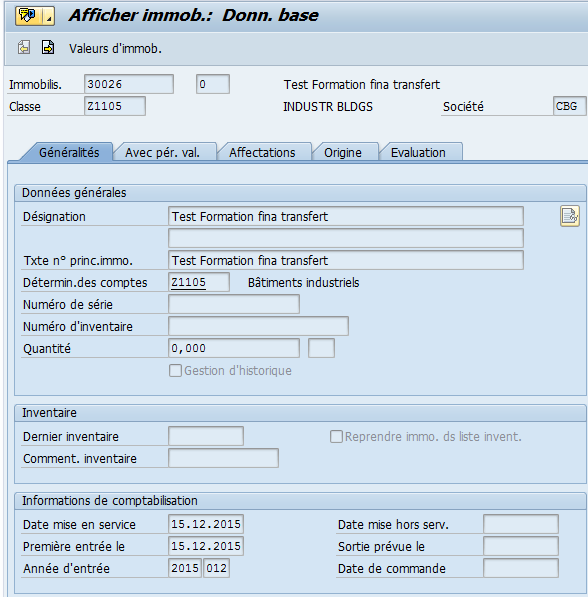 Afficher immob.: Donn. base
Valeurs d'immob.
Immobilis. 30026 0 Test Formation fina transfert
Classe Z1105 INDUSTR BLDGS Société CBG
Généralités Avec pér. val. Affectations Origine Evaluation
Données générales
Désignation Test Formation fina transfert
Txte n° princ.immo. Test Formation fina transfert
Détermin.des comptes Z1105 Bâtiments industriels
Numéro de série
Numéro d'inventaire
Quantité 0,000
Gestion d'historique
Inventaire
Dernier inventaire Reprendre immo. ds liste invent.
Comment. inventaire
Informations de comptabilisation
Date mise en service 15.12.2015 Date mise hors serv.
Première entrée le 15.12.2015 Sortie prévue le
Année d'entrée 2015 012 Date de commande